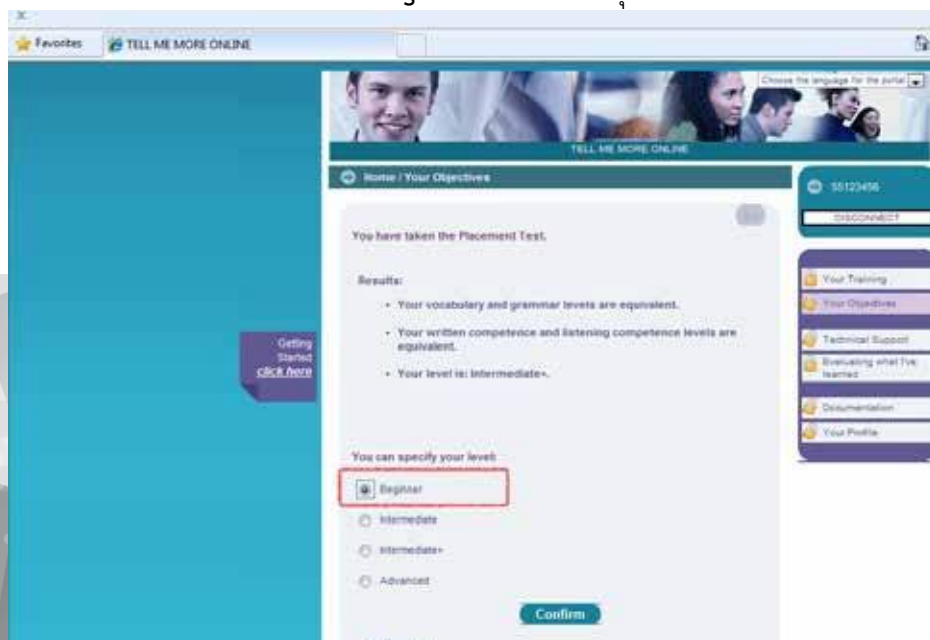 Favorites
TELL ME MORE ONLINE
Choose the language for the portal
TELL ME MORE ONLINE
Home / Your Objectives
55123456
DISCONNECT
You have taken the Placement Test.
Results:
• Your vocabulary and grammar levels are equivalent.
• Your written competence and listening competence levels are
equivalent.
• Your level is: Intermediate+.
Getting
Started
click here
Your Training
Your Objectives
Technical Support
Evaluating what I've
learned
Documentation
Your Profile
You can specify your level:
Beginner
Intermediate
Intermediate+
Advanced
Confirm